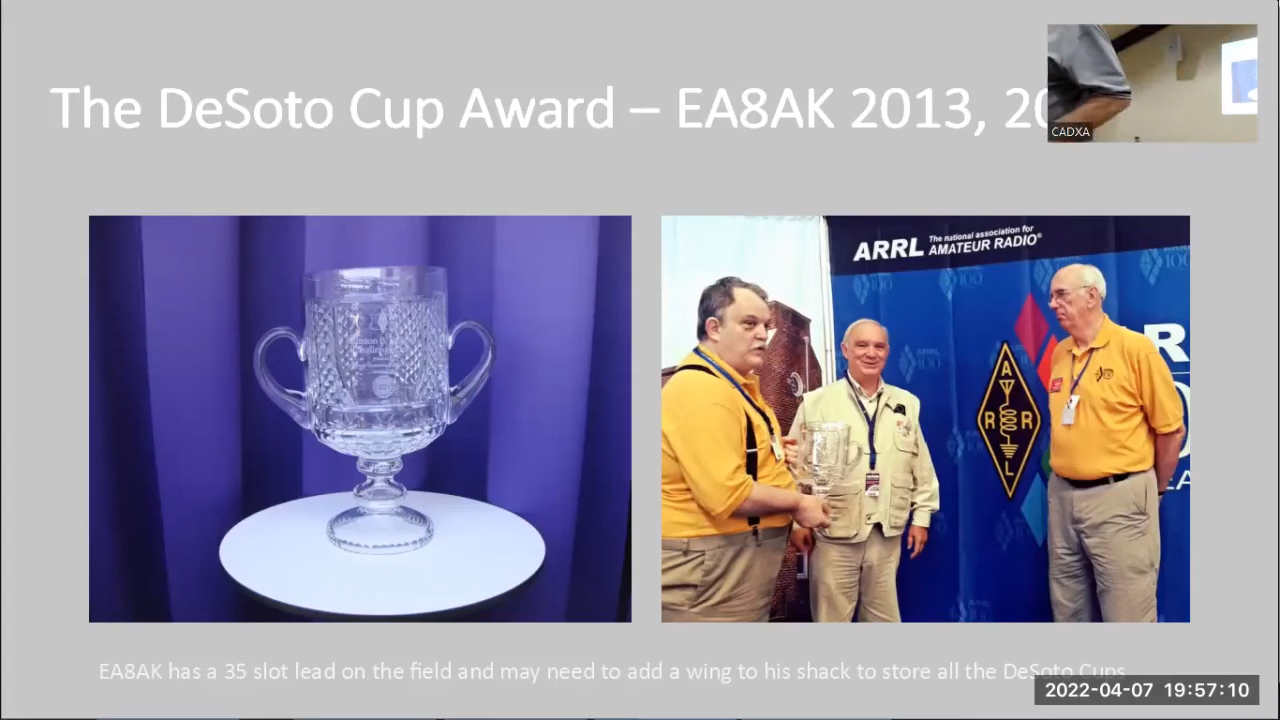 The DeSoto Cup Award – EA8AK 2013, 20
CADXA
ARRL The national association for
AMATEUR RADIO®
A
R R
L
R
EA8AK has a 35 slot lead on the field and may need to add a wing to his shack to store all the DeSoto Cups
2022-04-07 19:57:10